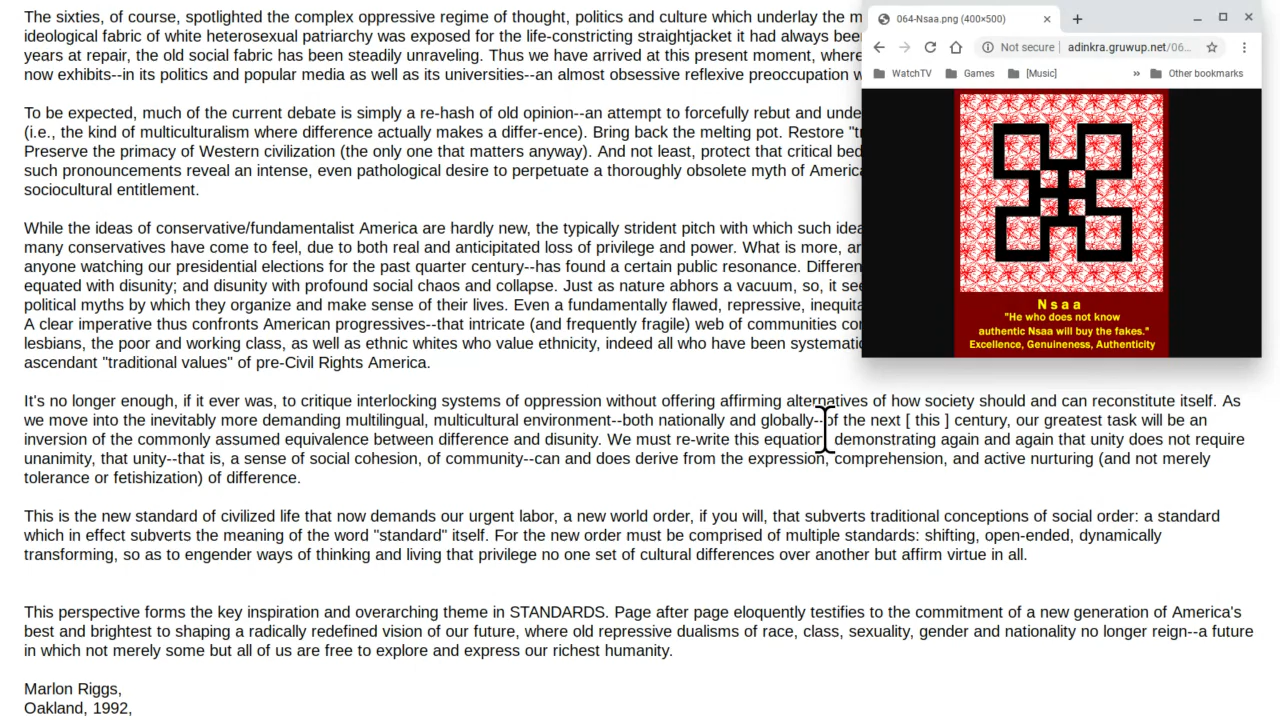 The sixties, of course, spotlighted the complex oppressive regime of thought, politics and culture which underlay the m
ideological fabric of white heterosexual patriarchy was exposed for the life-constricting straightjacket it had always bee
years at repair, the old social fabric has been steadily unraveling. Thus we have arrived at this present moment, where
now exhibits--in its politics and popular media as well as its universities--an almost obsessive reflexive preoccupation w
To be expected, much of the current debate is simply a re-hash of old opinion--an attempt to forcefully rebut and unde
(i.e., the kind of multiculturalism where difference actually makes a differ-ence). Bring back the melting pot. Restore "tr
Preserve the primacy of Western civilization (the only one that matters anyway). And not least, protect that critical bed
such pronouncements reveal an intense, even pathological desire to perpetuate a thoroughly obsolete myth of America
sociocultural entitlement.
While the ideas of conservative/fundamentalist America are hardly new, the typically strident pitch with which such idea
many conservatives have come to feel, due to both real and anticipitated loss of privilege and power. What is more, ar
anyone watching our presidential elections for the past quarter century--has found a certain public resonance. Differen
equated with disunity; and disunity with profound social chaos and collapse. Just as nature abhors a vacuum, so, it see
political myths by which they organize and make sense of their lives. Even a fundamentally flawed, repressive, inequita
A clear imperative thus confronts American progressives--that intricate (and frequently fragile) web of communities cor
lesbians, the poor and working class, as well as ethnic whites who value ethnicity, indeed all who have been systematic
ascendant "traditional values" of pre-Civil Rights America.
It's no longer enough, if it ever was, to critique interlocking systems of oppression without offering affirming alternatives of how society should and can reconstitute itself. As
we move into the inevitably more demanding multilingual, multicultural environment--both nationally and globally--of the next [ this ] century, our greatest task will be an
inversion of the commonly assumed equivalence between difference and disunity. We must re-write this equation, demonstrating again and again that unity does not require
unanimity, that unity--that is, a sense of social cohesion, of community--can and does derive from the expression, comprehension, and active nurturing (and not merely
tolerance or fetishization) of difference.
This is the new standard of civilized life that now demands our urgent labor, a new world order, if you will, that subverts traditional conceptions of social order: a standard
which in effect subverts the meaning of the word "standard" itself. For the new order must be comprised of multiple standards: shifting, open-ended, dynamically
transforming, so as to engender ways of thinking and living that privilege no one set of cultural differences over another but affirm virtue in all.
This perspective forms the key inspiration and overarching theme in STANDARDS. Page after page eloquently testifies to the commitment of a new generation of America's
best and brightest to shaping a radically redefined vision of our future, where old repressive dualisms of race, class, sexuality, gender and nationality no longer reign--a future
in which not merely some but all of us are free to explore and express our richest humanity.
Marlon Riggs,
Oakland, 1992,
064-Nsaa.png (400×500)
Not secure | adinkra.gruwup.net/06...
WatchTV Games [Music] » Other bookmarks
Nsaa
"He who does not know
authentic Nsaa will buy the fakes."
Excellence, Genuineness, Authenticity